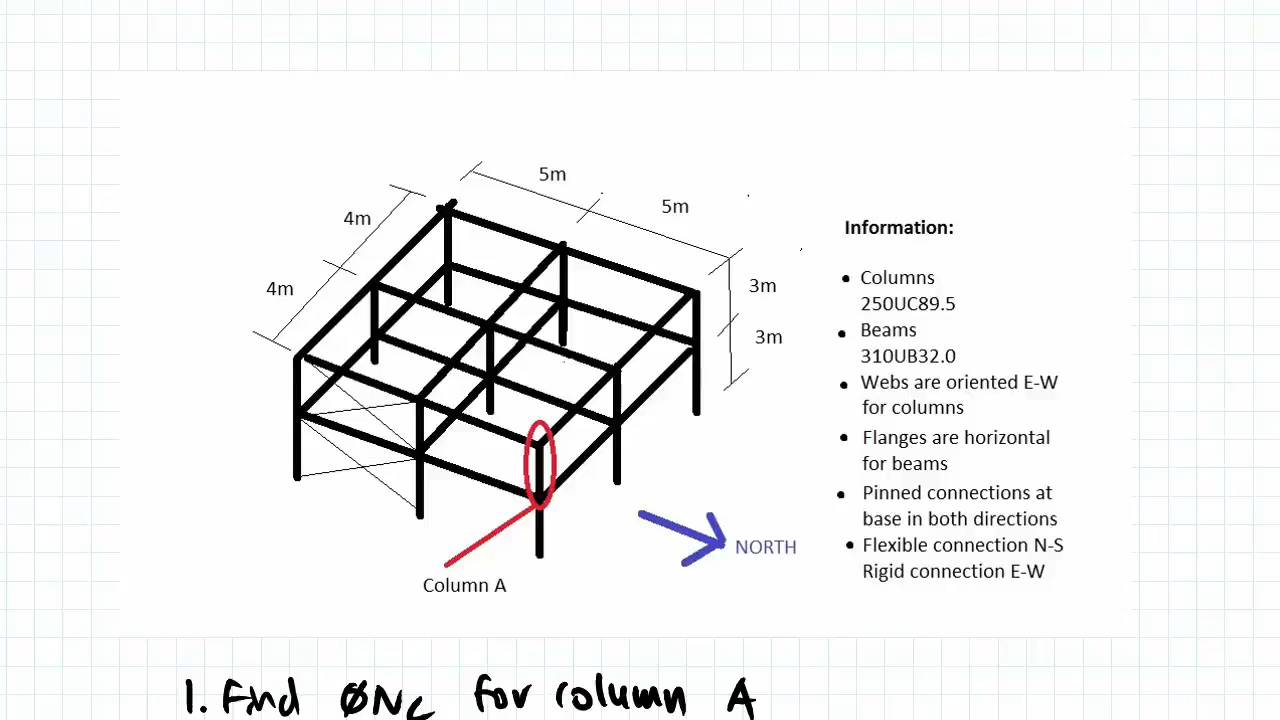 5m
5m
4m
4m
3m
3m
Column A
NORTH
Information:
• Columns
250UC89.5
• Beams
310UB32.0
• Webs are oriented E-W
for columns
• Flanges are horizontal
for beams
• Pinned connections at
base in both directions
• Flexible connection N-S
Rigid connection E-W
1. Find ØNc for column A